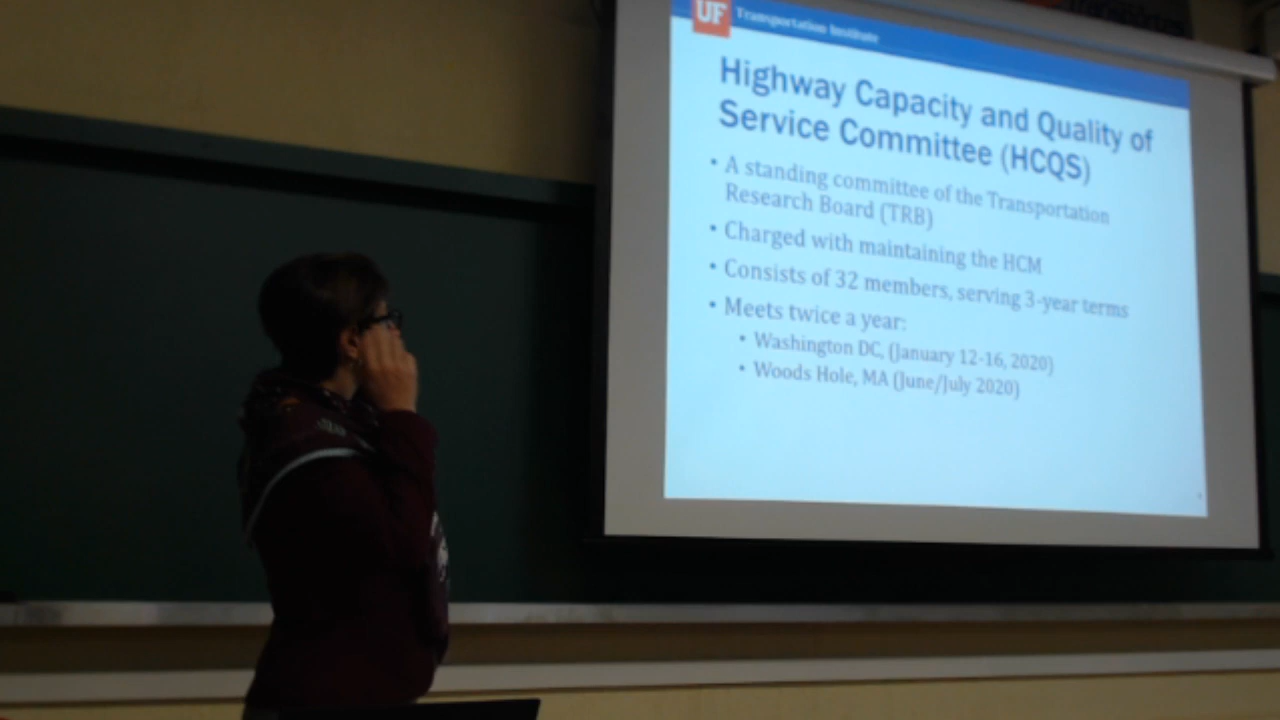 UF Transportation Institute
Highway Capacity and Quality of
Service Committee (HCQS)
• A standing committee of the Transportation
Research Board (TRB)
• Charged with maintaining the HCM
• Consists of 32 members, serving 3-year terms
• Meets twice a year:
• Washington DC, (January 12-16, 2020)
• Woods Hole, MA (June/July 2020)